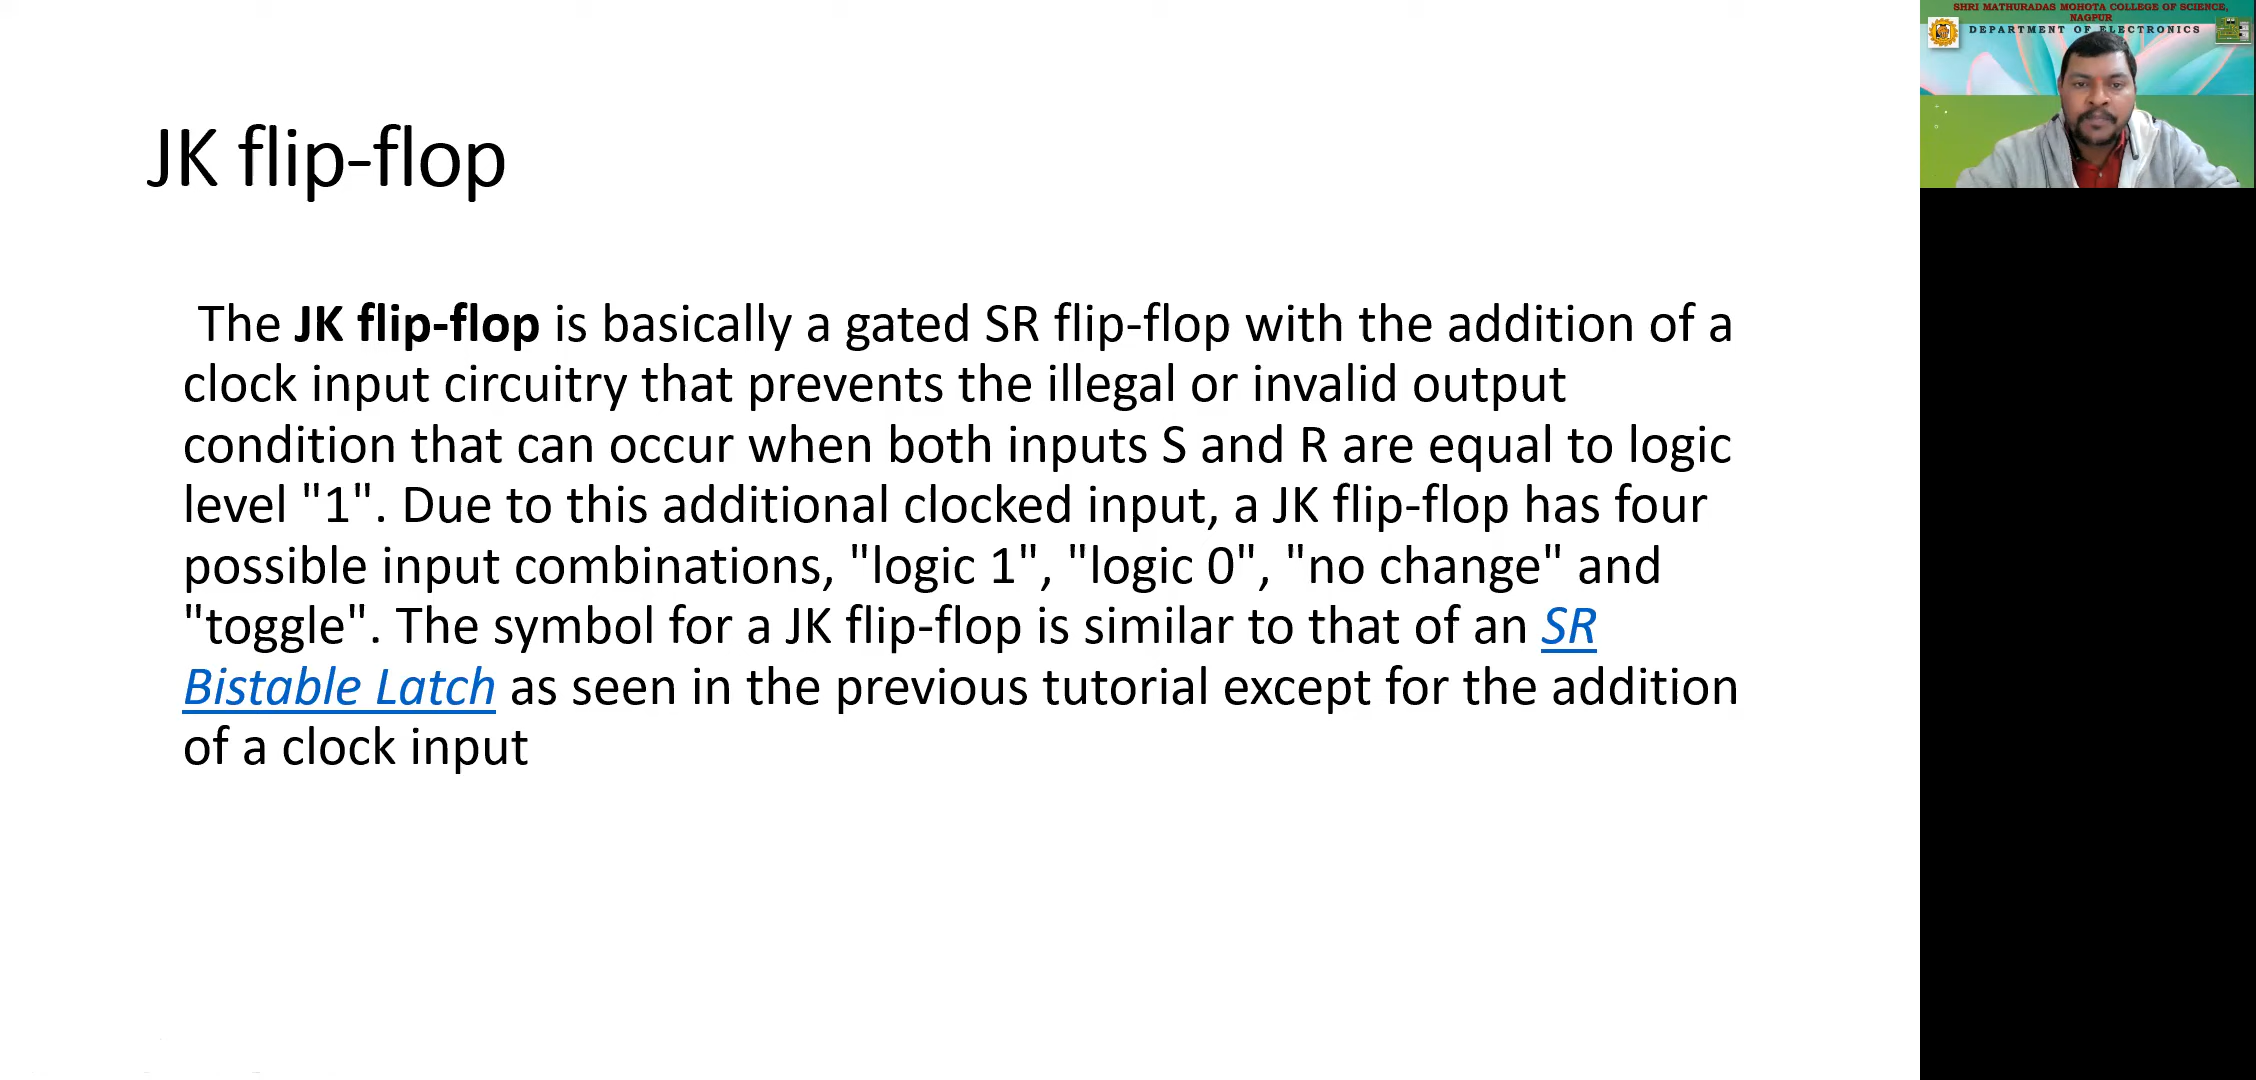 JK flip-flop
The JK flip-flop is basically a gated SR flip-flop with the addition of a
clock input circuitry that prevents the illegal or invalid output
condition that can occur when both inputs S and R are equal to logic
level "1". Due to this additional clocked input, a JK flip-flop has four
possible input combinations, "logic 1", "logic 0", "no change" and
"toggle". The symbol for a JK flip-flop is similar to that of an SR
Bistable Latch as seen in the previous tutorial except for the addition
of a clock input
SHRI MATHURADAS MOHOTA COLLEGE OF SCIENCE,
NAGPUR
DEPARTMENT OF ELECTRONICS